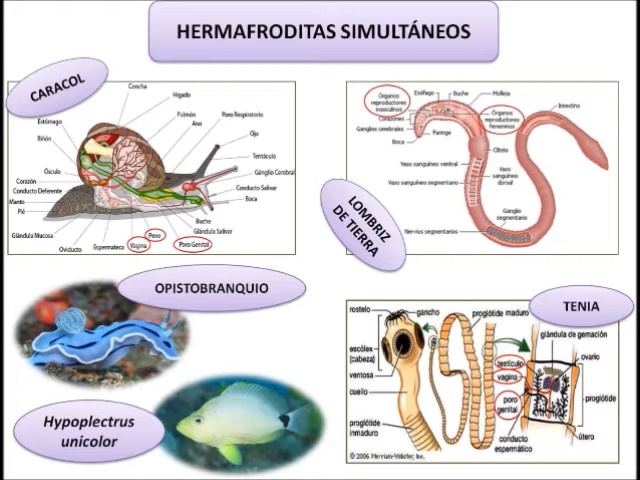 HERMAFRODITAS SIMULTÁNEOS
CARACOL
Concha
Hígado
Pulmón
Ano
Poro Respiratorio
Ojo
Tentáculo
Gánglio Cerebral
Conducto Salivar
Boca
Buche
Glándula Salivar
Poro Genital
Pene
Vagina
Espermateca
Oviducto
Glándula Mucosa
Pié
Manto
Conducto Deferente
Corazón
Ósculo
Riñón
Estómago
LOMBRIZ
DE TIERRA
Órganos
reproductores
masculinos
Esófago
Buche
Molleja
Intestino
Corazones
Ganglios cerebrales
Boca
Faringe
Órganos
reproductores
femeninos
Clitelo
Vaso sanguíneo ventral
Vaso
sanguíneo
dorsal
Vaso sanguíneo segmentario
Ganglio
segmentario
Nervios segmentarios
OPISTOBRANQUIO
Hypoplectrus
unicolor
TENIA
rostelo
gancho
proglótide maduro
escólex
(cabeza)
ventosa
cuello
proglótide
inmaduro
testículo
vagina
poro
genital
conducto
espermático
glándula de gemación
ovario
proglótide
útero
© 2006 Merriam-Webster, Inc.